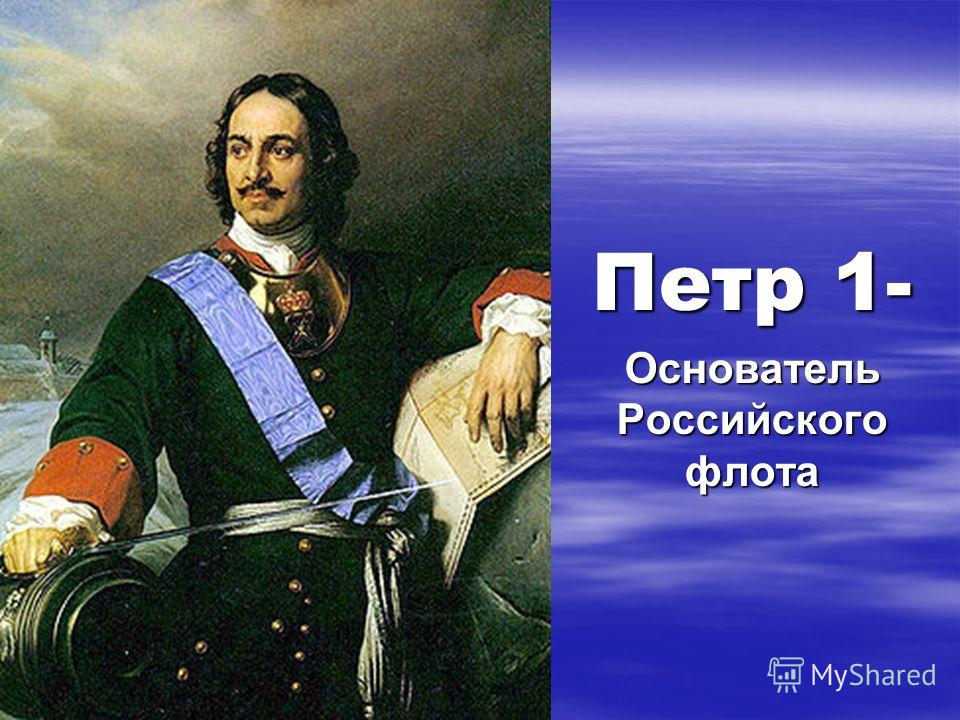 Петр 1-
Основатель
Российского
флота
MyShared